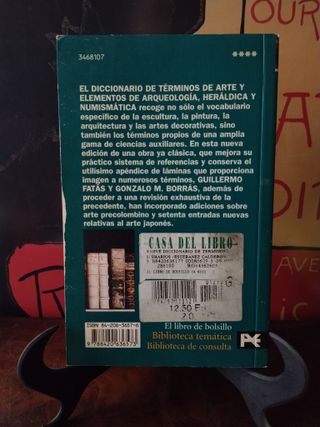 3468107
****
EL DICCIONARIO DE TÉRMINOS DE ARTE Y
ELEMENTOS DE ARQUEOLOGÍA, HERÁLDICA Y
NUMISMÁTICA recoge no sólo el vocabulario
específico de la escultura, la pintura, la
arquitectura y las artes decorativas, sino
también los términos propios de una amplia
gama de ciencias auxiliares. En esta nueva
edición de una obra ya clásica, que mejora su
práctico sistema de referencias y conserva el
utilísimo apéndice de láminas que proporciona
imagen a numerosos términos, GUILLERMO
FATÁS Y GONZALO M. BORRÁS, además de
proceder a una revisión exhaustiva de la
precedente, han incorporado adiciones sobre
arte precolombino y setenta entradas nuevas
relativas al arte japonés.
CASA DEL LIBRO
12.50
ISBN 84-206-3657-6
9788420636573
El libro de bolsillo
Biblioteca temática
Biblioteca de consulta
OUR